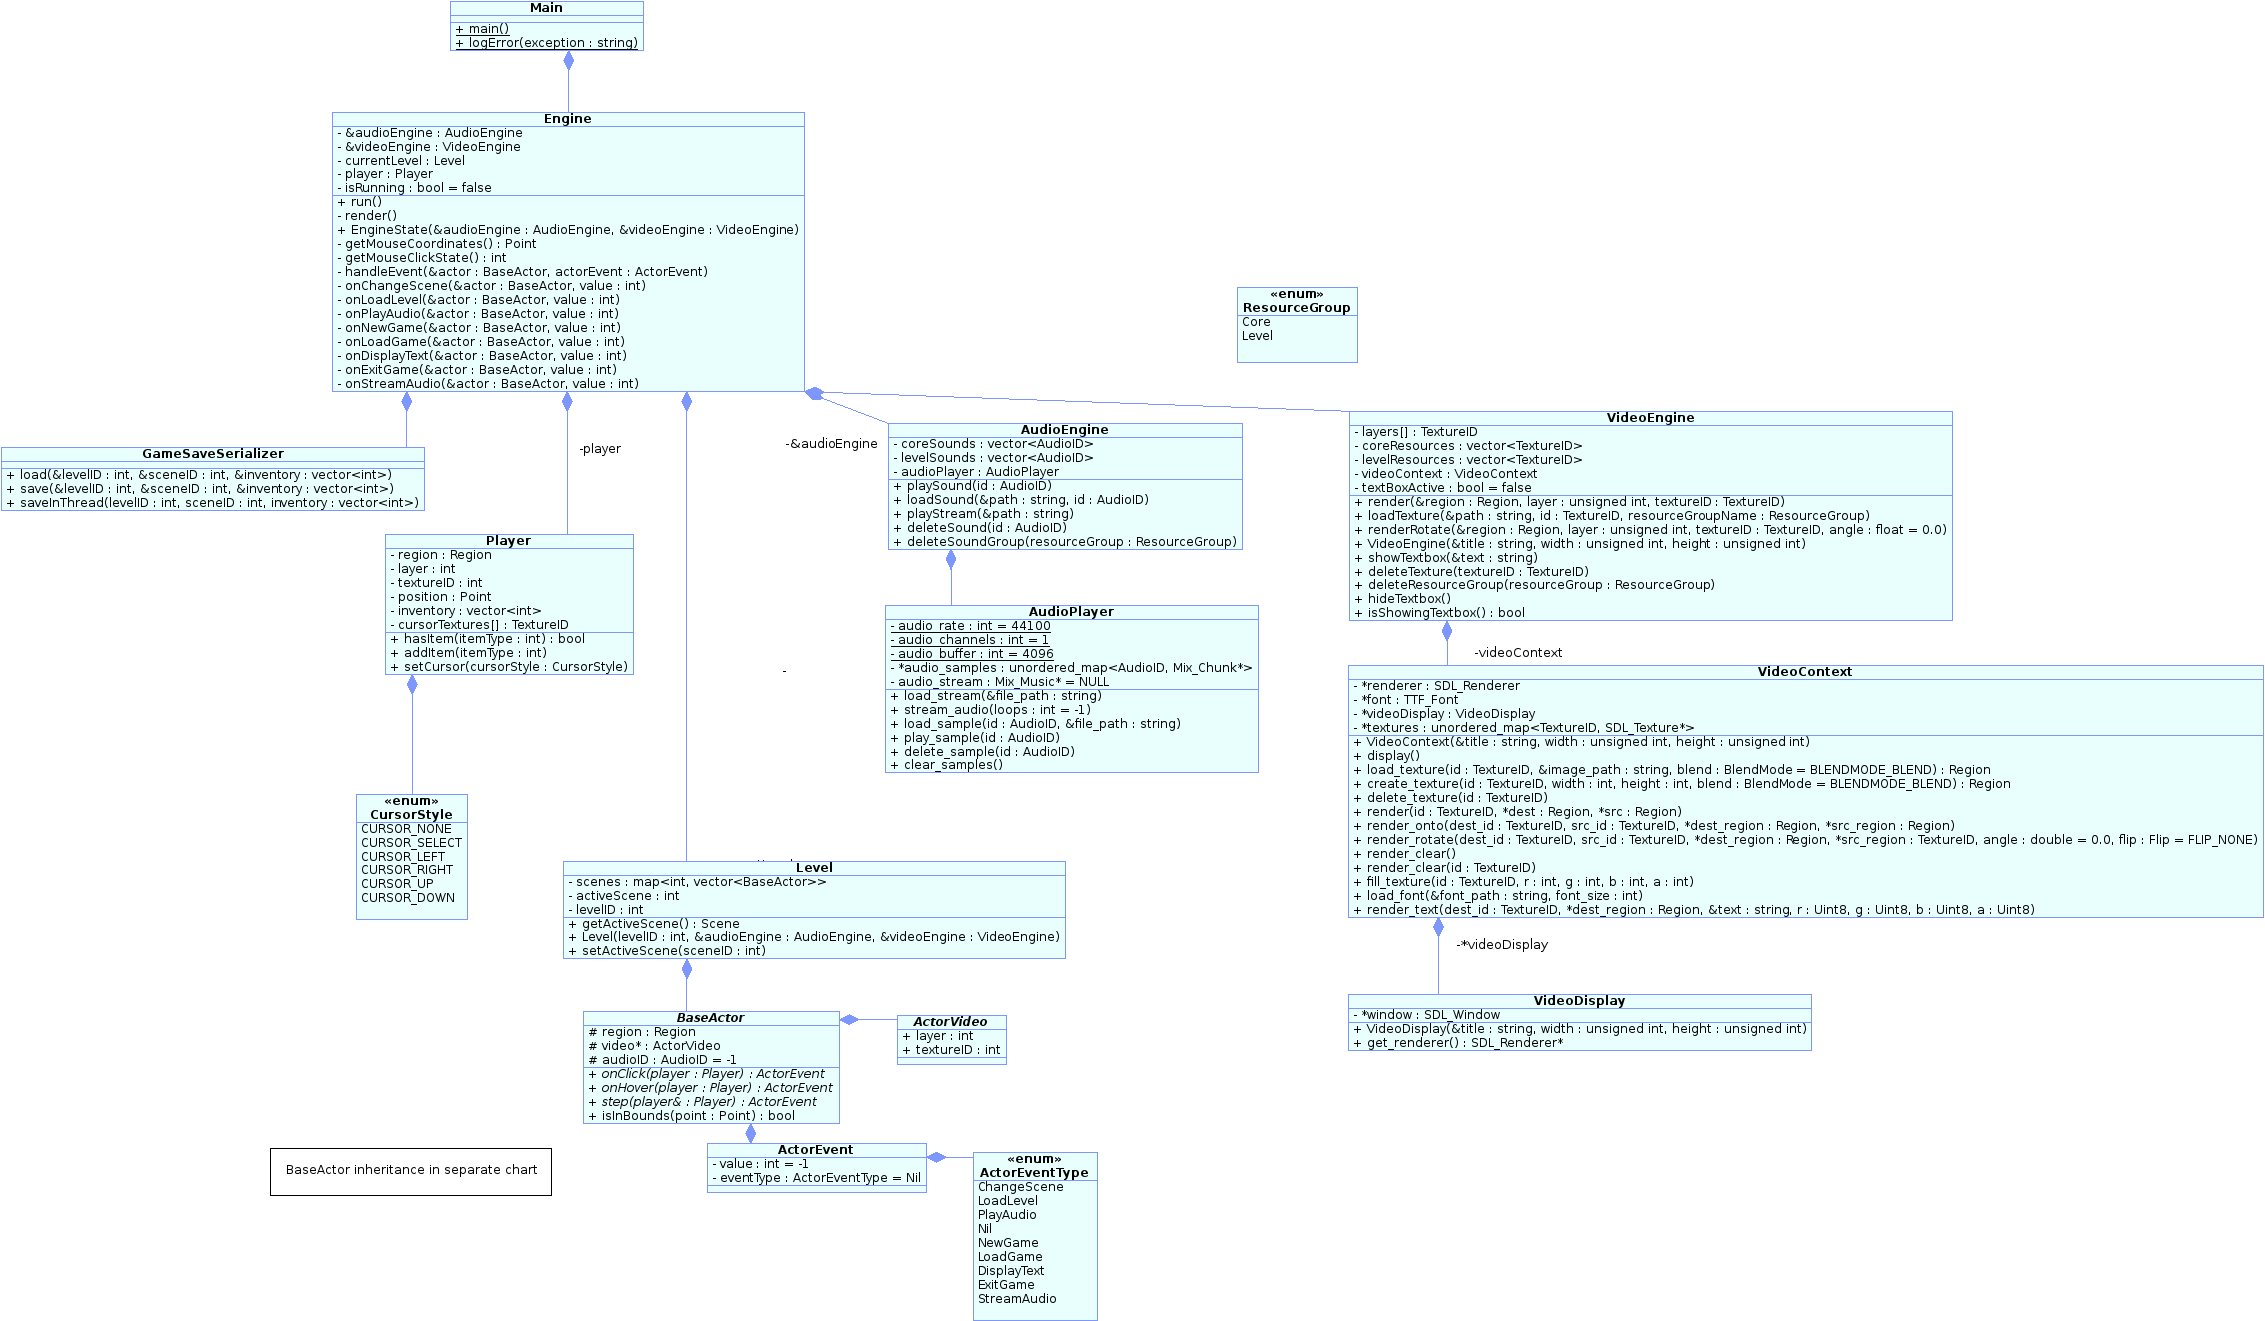 Main
+ main()
+ logError(exception : string)
Engine
- &audioEngine : AudioEngine
- &videoEngine : VideoEngine
- currentLevel : Level
- player : Player
- isRunning : bool = false
+ run()
- render()
+ EngineState(&audioEngine : AudioEngine, &videoEngine : VideoEngine)
- getMouseCoordinates() : Point
- getMouseClickState() : int
- handleEvent(&actor : BaseActor, actorEvent : ActorEvent)
- onChangeScene(&actor : BaseActor, value : int)
- onLoadLevel(&actor : BaseActor, value : int)
- onPlayAudio(&actor : BaseActor, value : int)
- onNewGame(&actor : BaseActor, value : int)
- onLoadGame(&actor : BaseActor, value : int)
- onDisplayText(&actor : BaseActor, value : int)
- onExitGame(&actor : BaseActor, value : int)
- onStreamAudio(&actor : BaseActor, value : int)
«enum»
ResourceGroup
Core
Level
GameSaveSerializer
+ load(&levelID : int, &sceneID : int, &inventory : vector<int>)
+ save(&levelID : int, &sceneID : int, &inventory : vector<int>)
+ saveInThread(levelID : int, sceneID : int, inventory : vector<int>)
-player
-&audioEngine
AudioEngine
- coreSounds : vector<AudioID>
- levelSounds : vector<AudioID>
- audioPlayer : AudioPlayer
+ playSound(id : AudioID)
+ loadSound(&path : string, id : AudioID)
+ playStream(&path : string)
+ deleteSound(id : AudioID)
+ deleteSoundGroup(resourceGroup : ResourceGroup)
VideoEngine
- layers[] : TextureID
- coreResources : vector<TextureID>
- levelResources : vector<TextureID>
- videoContext : VideoContext
- textBoxActive : bool = false
+ render(&region : Region, layer : unsigned int, textureID : TextureID)
+ loadTexture(&path : string, id : TextureID, resourceGroupName : ResourceGroup)
+ renderRotate(&region : Region, layer : unsigned int, textureID : TextureID, angle : float = 0.0)
+ VideoEngine(&title : string, width : unsigned int, height : unsigned int)
+ showTextbox(&text : string)
+ deleteTexture(textureID : TextureID)
+ deleteResourceGroup(resourceGroup : ResourceGroup)
+ hideTextbox()
+ isShowingTextbox() : bool
Player
- region : Region
- layer : int
- textureID : int
- position : Point
- inventory : vector<int>
- cursorTextures[] : TextureID
+ hasItem(itemType : int) : bool
+ addItem(itemType : int)
+ setCursor(cursorStyle : CursorStyle)
AudioPlayer
- audio_rate : int = 44100
- audio_channels : int = 1
- audio_buffer : int = 4096
- *audio_samples : unordered_map<AudioID, Mix_Chunk*>
- audio_stream : Mix_Music* = NULL
+ load_stream(&file_path : string)
+ stream_audio(loops : int = -1)
+ load_sample(id : AudioID, &file_path : string)
+ play_sample(id : AudioID)
+ delete_sample(id : AudioID)
+ clear_samples()
-
-videoContext
VideoContext
- *renderer : SDL_Renderer
- *font : TTF_Font
- *videoDisplay : VideoDisplay
- *textures : unordered_map<TextureID, SDL_Texture*>
+ VideoContext(&title : string, width : unsigned int, height : unsigned int)
+ display()
+ load_texture(id : TextureID, &image_path : string, blend : BlendMode = BLENDMODE_BLEND) : Region
+ create_texture(id : TextureID, width : int, height : int, blend : BlendMode = BLENDMODE_BLEND) : Region
+ delete_texture(id : TextureID)
+ render(id : TextureID, *dest : Region, *src : Region)
+ render_onto(dest_id : TextureID, src_id : TextureID, *dest_region : Region, *src_region : Region)
+ render_rotate(dest_id : TextureID, src_id : TextureID, *dest_region : Region, *src_region : TextureID, angle : double = 0.0, flip : Flip = FLIP_NONE)
+ render_clear()
+ render_clear(id : TextureID)
+ fill_texture(id : TextureID, r : int, g : int, b : int, a : int)
+ load_font(&font_path : string, font_size : int)
+ render_text(dest_id : TextureID, *dest_region : Region, &text : string, r : Uint8, g : Uint8, b : Uint8, a : Uint8)
«enum»
CursorStyle
CURSOR_NONE
CURSOR_SELECT
CURSOR_LEFT
CURSOR_RIGHT
CURSOR_UP
CURSOR_DOWN
Level
- scenes : map<int, vector<BaseActor>>
- activeScene : int
- levelID : int
+ getActiveScene() : Scene
+ Level(levelID : int, &audioEngine : AudioEngine, &videoEngine : VideoEngine)
+ setActiveScene(sceneID : int)
-*videoDisplay
VideoDisplay
- *window : SDL_Window
+ VideoDisplay(&title : string, width : unsigned int, height : unsigned int)
+ get_renderer() : SDL_Renderer*
BaseActor
# region : Region
# video* : ActorVideo
# audioID : AudioID = -1
+ onClick(player : Player) : ActorEvent
+ onHover(player : Player) : ActorEvent
+ step(player& : Player) : ActorEvent
+ isInBounds(point : Point) : bool
ActorVideo
+ layer : int
+ textureID : int
ActorEvent
- value : int = -1
- eventType : ActorEventType = Nil
«enum»
ActorEventType
ChangeScene
LoadLevel
PlayAudio
Nil
NewGame
LoadGame
DisplayText
ExitGame
StreamAudio
BaseActor inheritance in separate chart